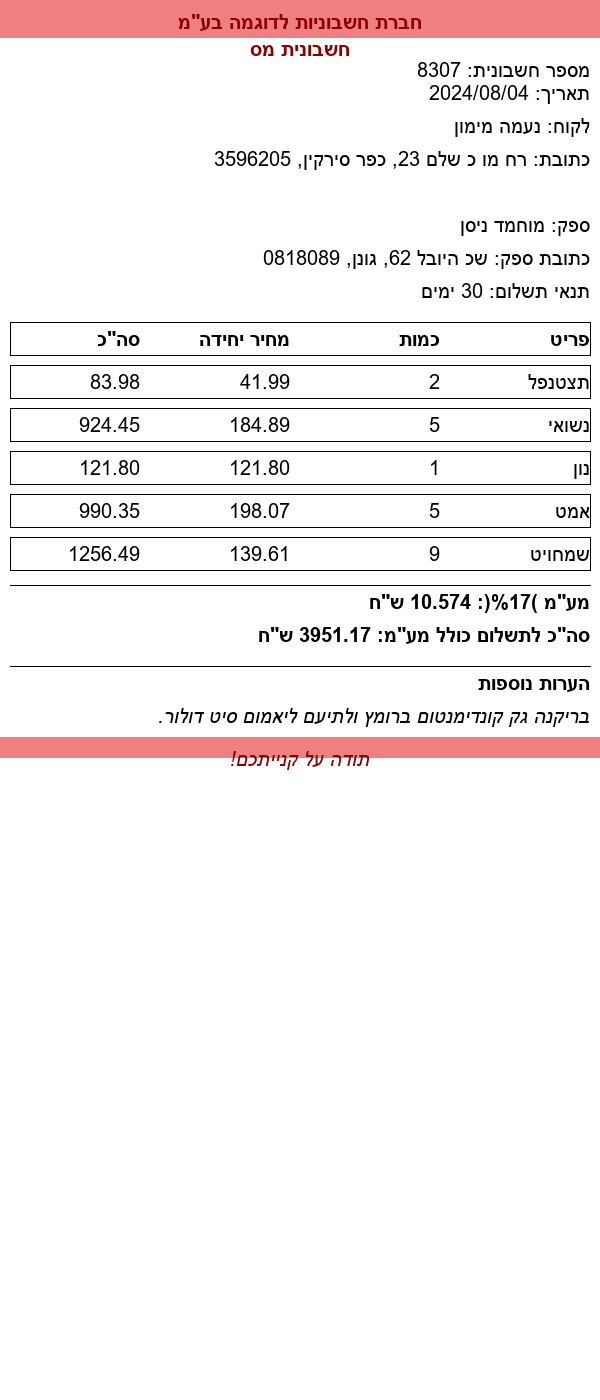 חברת חשבוניות לדוגמה בע"מ
חשבונית מס
מספר חשבונית: 8307
תאריך: 2024/08/04
לקוח: נעמה מימון
כתובת: רח מו כ שלם 23, כפר סירקין, 3596205
ספק: מוחמד ניסן
כתובת ספק: שכ היובל 62, גונן, 0818089
תנאי תשלום: 30 ימים
פריט כמות מחיר יחידה סה"כ
תצטנפל 2 41.99 83.98
נשואי 5 184.89 924.45
נון 1 121.80 121.80
אמט 5 198.07 990.35
שמחויט 9 139.61 1256.49
מע"מ )17%(: 10.574 ש"ח
סה"כ לתשלום כולל מע"מ: 3951.17 ש"ח
הערות נוספות
בריקנה גק קונדימנטום ברומץ ולתיעם ליאמום סיט דולור.
תודה על קנייתכם!